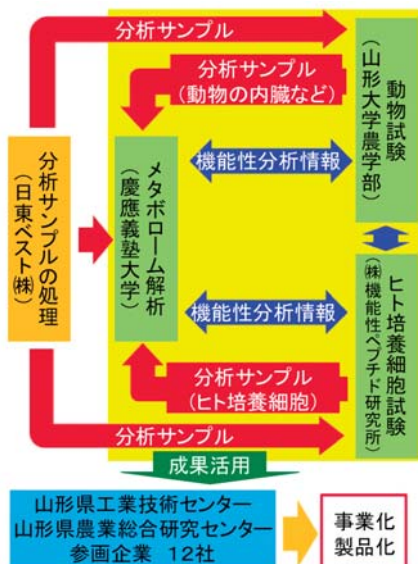 分析サンプル
分析サンプル
(動物の内臓など)
動物試験
(山形大学農学部)
機能性分析情報
分析サンプルの処理
(日東ベスト(株))
メタボローム解析
(慶應義塾大学)
機能性分析情報
ヒト培養細胞試験
(㈱機能性ペプチド研究所)
分析サンプル
(ヒト培養細胞)
分析サンプル
成果活用
山形県工業技術センター
山形県農業総合研究センター
参画企業 12社
事業化
製品化